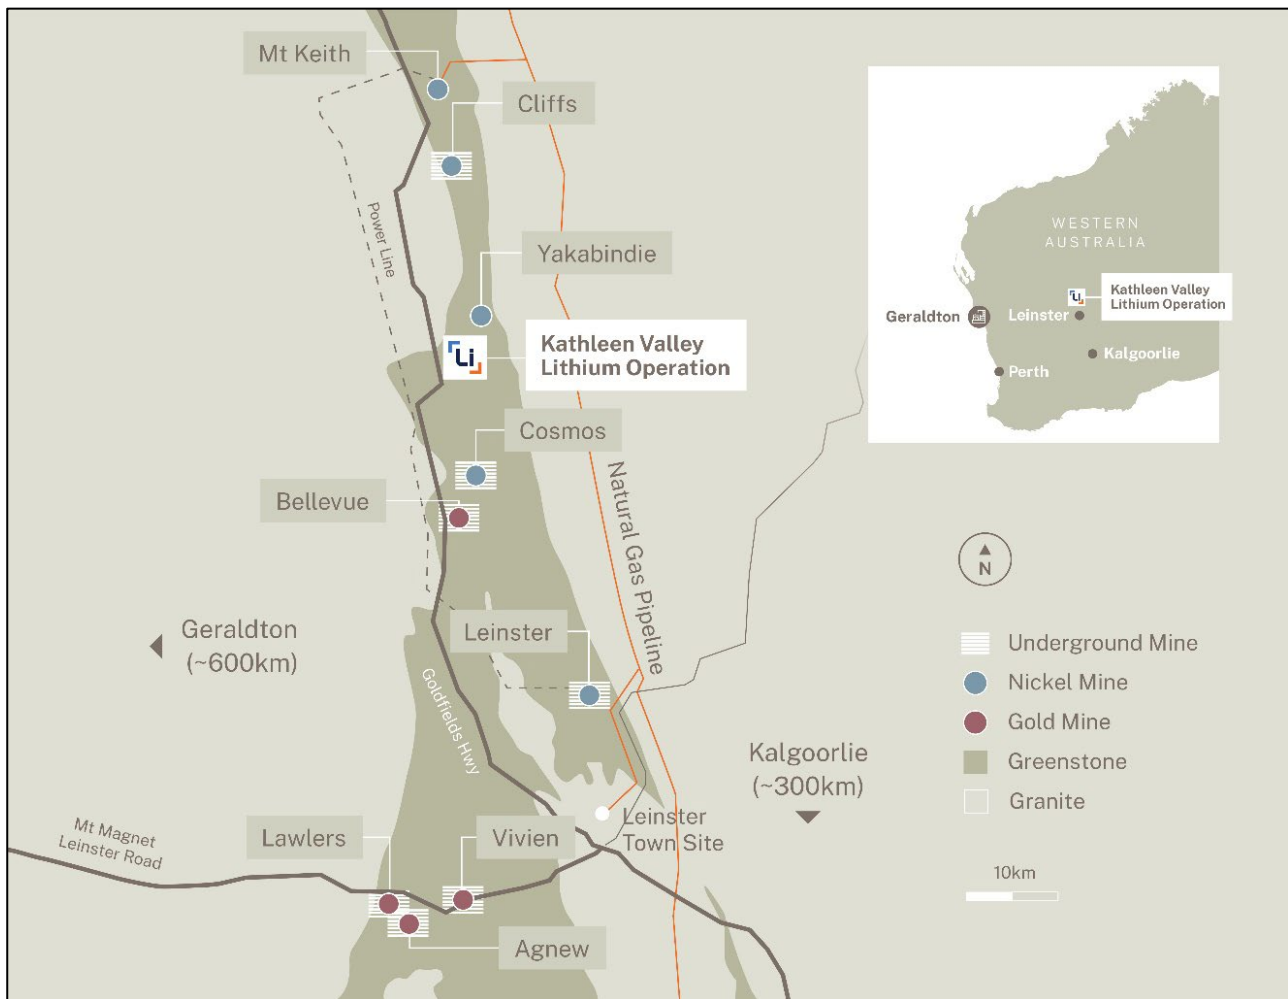 Mt Keith
Cliffs
Power Line
Yakabindie
Li
Kathleen Valley
Lithium Operation
Cosmos
Bellevue
Natural Gas Pipeline
Geraldton
(~600km)
Leinster
Goldfields Hwy
Kalgoorlie
(~300km)
Leinster
Town Site
Mt Magnet
Leinster Road
Lawlers
Vivien
Agnew
WESTERN
AUSTRALIA
Li
Kathleen Valley
Lithium Operation
Geraldton
Leinster
Kalgoorlie
Perth
N
Underground Mine
Nickel Mine
Gold Mine
Greenstone
Granite
10km